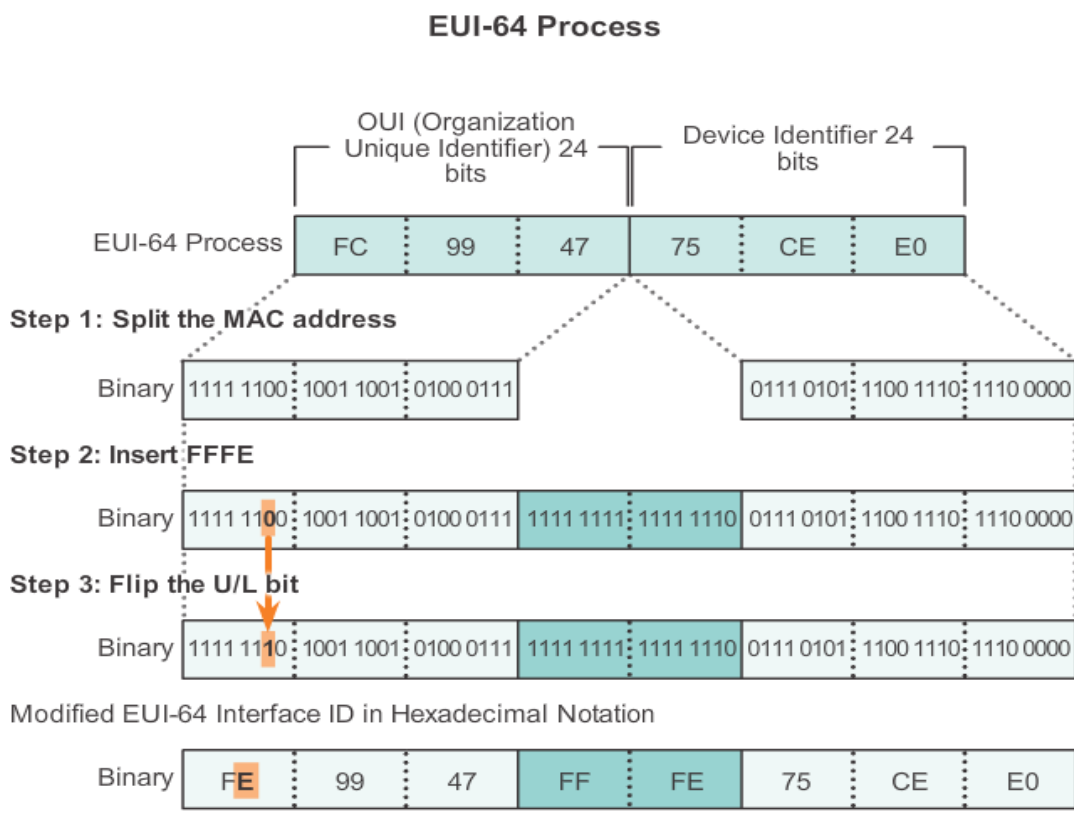 EUI-64 Process
OUI (Organization
Unique Identifier) 24
bits
Device Identifier 24
bits
EUI-64 Process FC 99 47 75 CE E0
Step 1: Split the MAC address
Binary 1111 1100 1001 1001 0100 0111 0111 0101 1100 1110 1110 0000
Step 2: Insert FFFE
Binary 1111 1100 1001 1001 0100 0111 1111 1111 1111 1110 0111 0101 1100 1110 1110 0000
Step 3: Flip the U/L bit
Binary 1111 1110 1001 1001 0100 0111 1111 1111 1111 1110 0111 0101 1100 1110 1110 0000
Modified EUI-64 Interface ID in Hexadecimal Notation
Binary FE 99 47 FF FE 75 CE E0